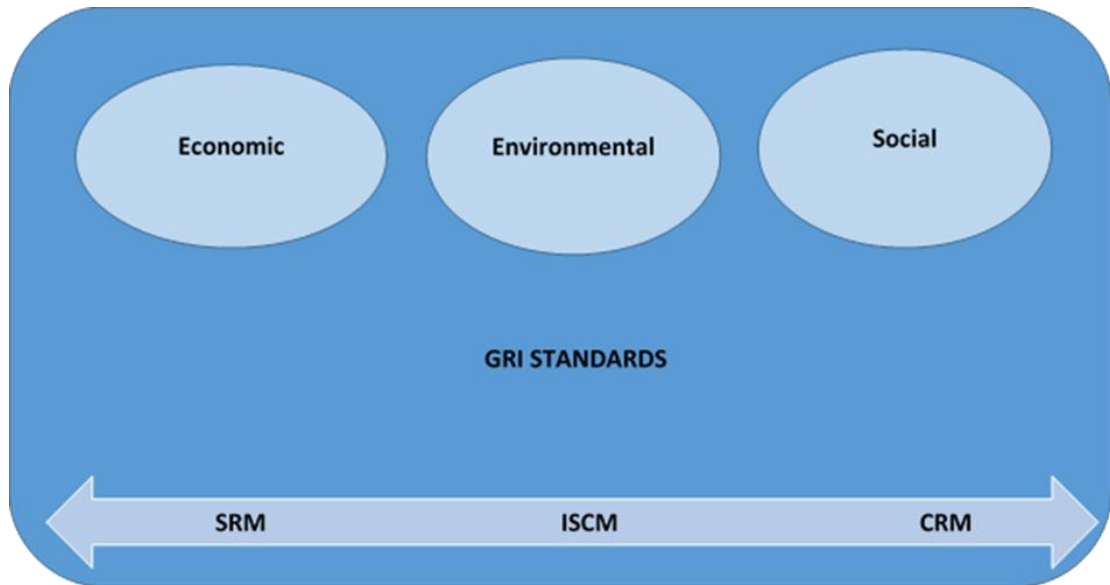 Economic
Environmental
Social
GRI STANDARDS
SRM ISCM CRM